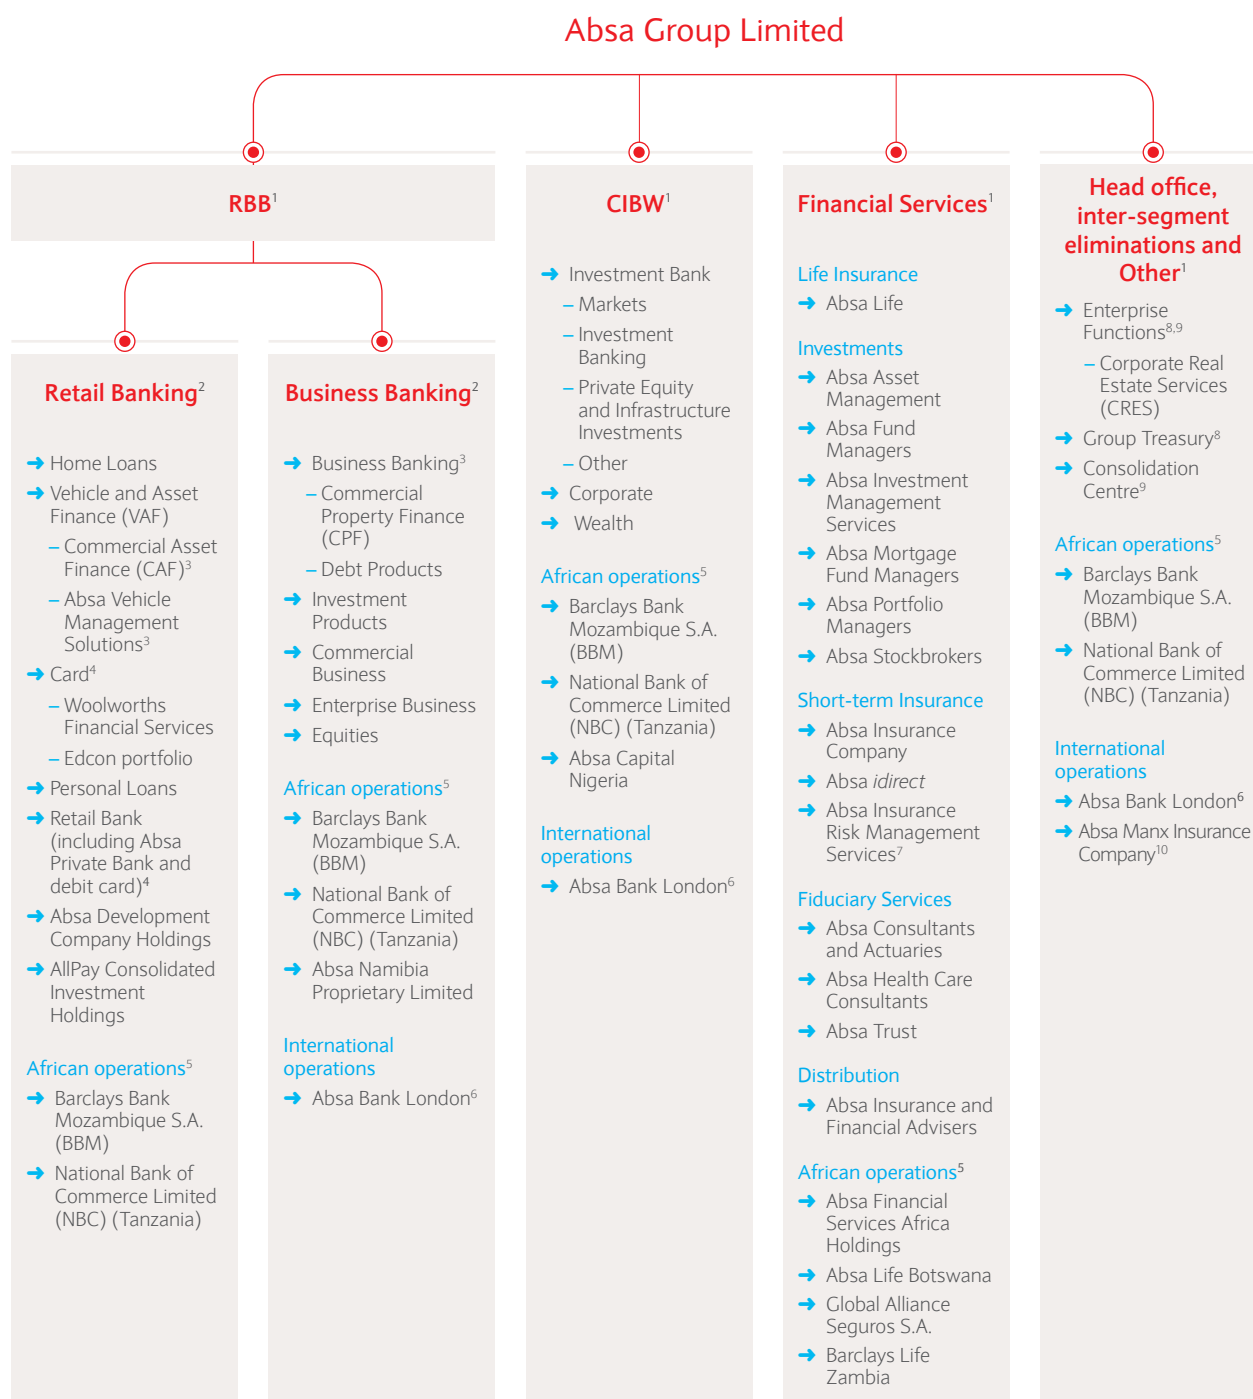 Absa Group Limited
RBB¹
Retail Banking²
➜ Home Loans
➜ Vehicle and Asset
Finance (VAF)
– Commercial Asset
Finance (CAF)³
– Absa Vehicle
Management
Solutions³
➜ Card⁴
– Woolworths
Financial Services
– Edcon portfolio
➜ Personal Loans
➜ Retail Bank
(including Absa
Private Bank and
debit card)⁴
➜ Absa Development
Company Holdings
➜ AllPay Consolidated
Investment
Holdings
African operations⁵
➜ Barclays Bank
Mozambique S.A.
(BBM)
➜ National Bank of
Commerce Limited
(NBC) (Tanzania)
Business Banking²
➜ Business Banking³
– Commercial
Property Finance
(CPF)
– Debt Products
➜ Investment
Products
➜ Commercial
Business
➜ Enterprise Business
➜ Equities
African operations⁵
➜ Barclays Bank
Mozambique S.A.
(BBM)
➜ National Bank of
Commerce Limited
(NBC) (Tanzania)
➜ Absa Namibia
Proprietary Limited
International
operations
➜ Absa Bank London⁶
CIBW¹
➜ Investment Bank
– Markets
– Investment
Banking
– Private Equity
and Infrastructure
Investments
– Other
➜ Corporate
➜ Wealth
African operations⁵
➜ Barclays Bank
Mozambique S.A.
(BBM)
➜ National Bank of
Commerce Limited
(NBC) (Tanzania)
➜ Absa Capital
Nigeria
International
operations
➜ Absa Bank London⁶
Financial Services¹
Life Insurance
➜ Absa Life
Investments
➜ Absa Asset
Management
➜ Absa Fund
Managers
➜ Absa Investment
Management
Services
➜ Absa Mortgage
Fund Managers
➜ Absa Portfolio
Managers
➜ Absa Stockbrokers
Short-term Insurance
➜ Absa Insurance
Company
➜ Absa idirect
➜ Absa Insurance
Risk Management
Services⁷
Fiduciary Services
➜ Absa Consultants
and Actuaries
➜ Absa Health Care
Consultants
➜ Absa Trust
Distribution
➜ Absa Insurance and
Financial Advisers
African operations⁵
➜ Absa Financial
Services Africa
Holdings
➜ Absa Life Botswana
➜ Global Alliance
Seguros S.A.
➜ Barclays Life
Zambia
Head office,
inter-segment
eliminations and
Other¹
➜ Enterprise
Functions⁸,⁹
– Corporate Real
Estate Services
(CRES)
➜ Group Treasury⁸
➜ Consolidation
Centre⁹
African operations⁵
➜ Barclays Bank
Mozambique S.A.
(BBM)
➜ National Bank of
Commerce Limited
(NBC) (Tanzania)
International
operations
➜ Absa Bank London⁶
➜ Absa Manx Insurance
Company¹⁰